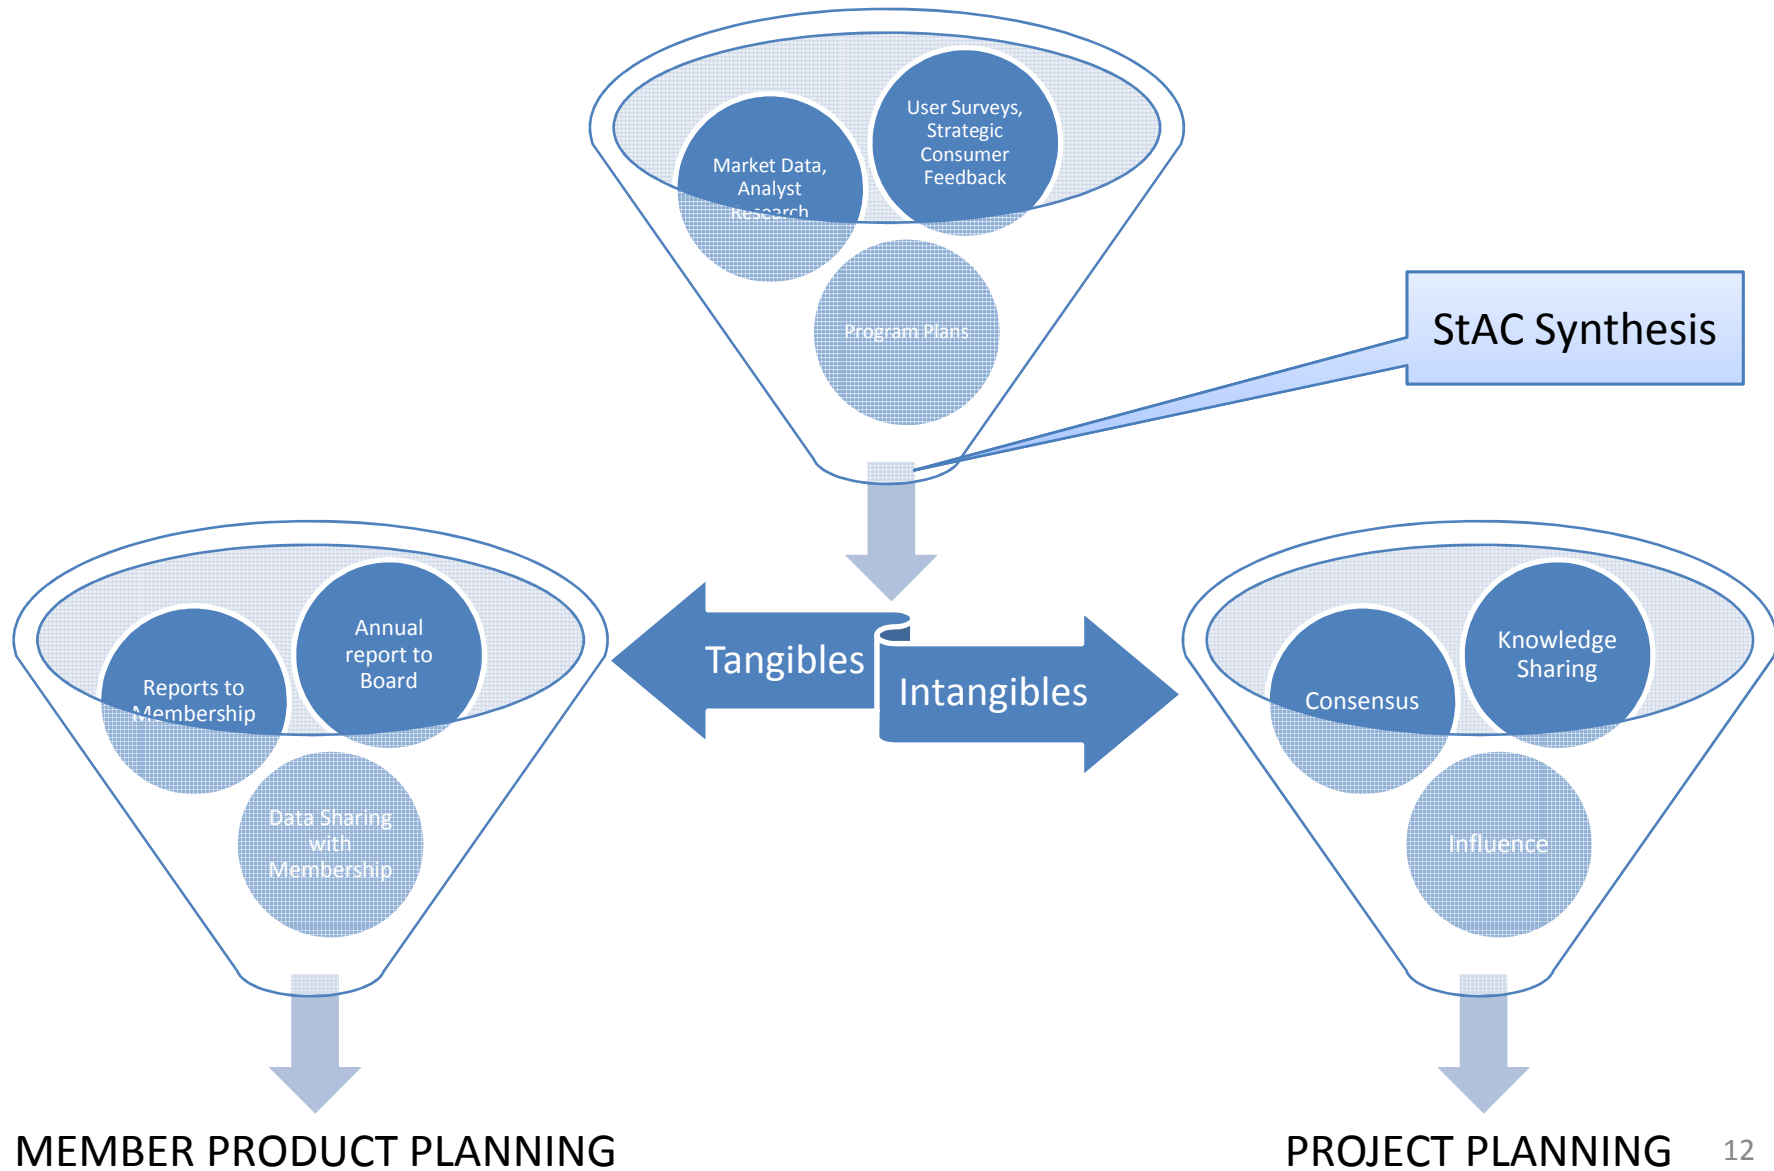 User Surveys,
Strategic
Consumer
Feedback
Market Data,
Analyst
Research
Program Plans
StAC Synthesis
Tangibles
Intangibles
Annual
report to
Board
Reports to
Membership
Data Sharing
with
Membership
Knowledge
Sharing
Consensus
Influence
MEMBER PRODUCT PLANNING
PROJECT PLANNING
12